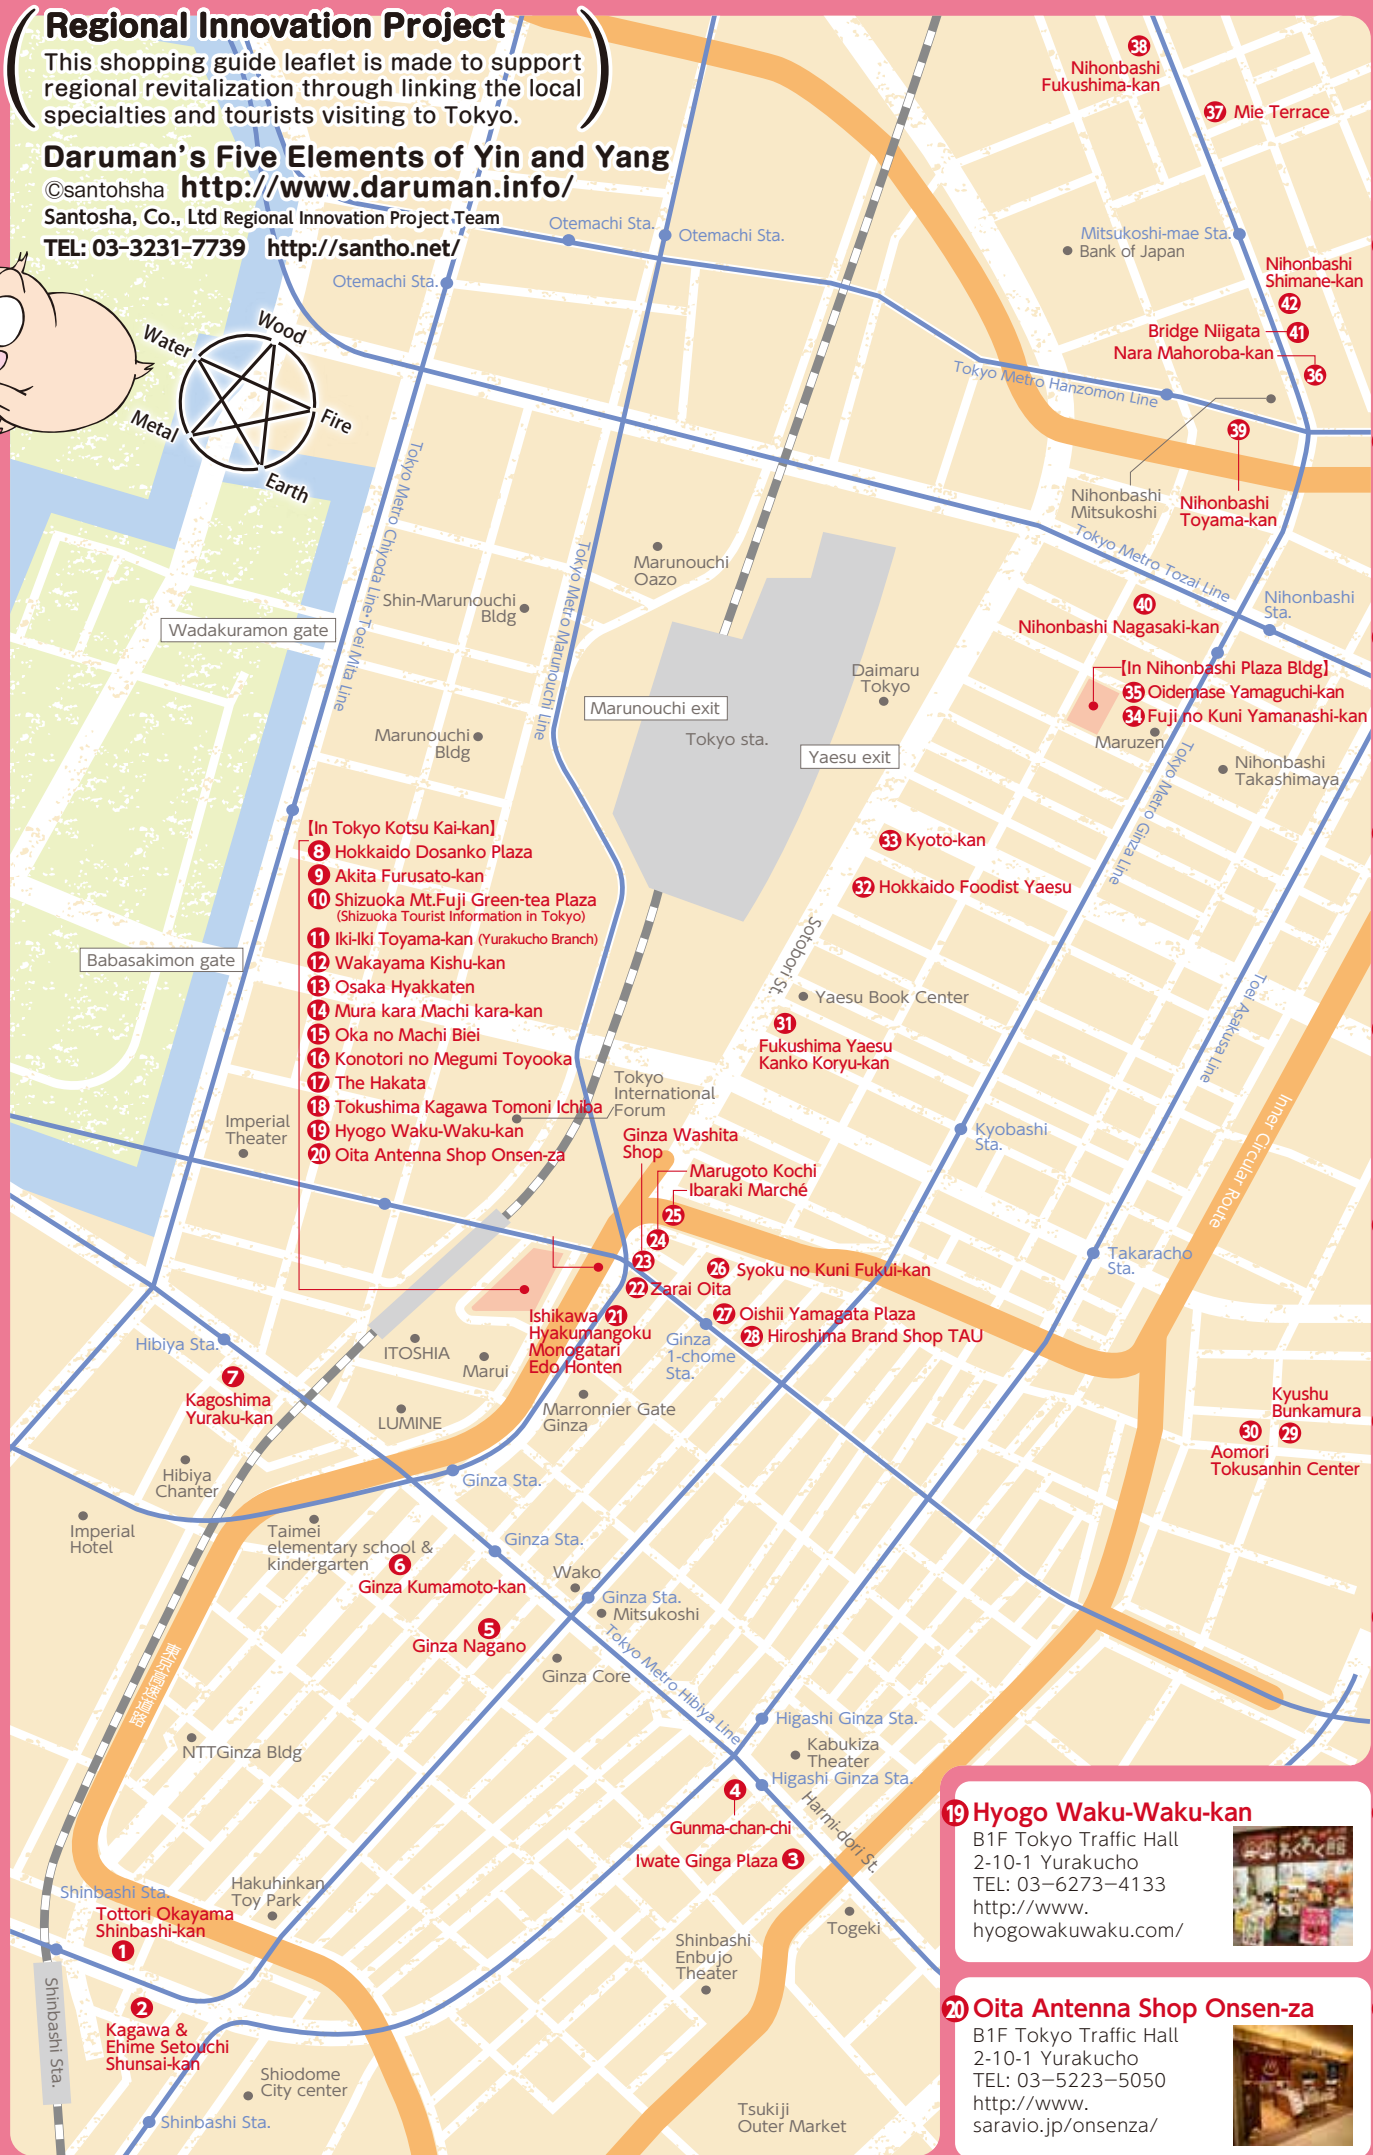 Regional Innovation Project
This shopping guide leaflet is made to support
regional revitalization through linking the local
specialties and tourists visiting to Tokyo.
Daruman's Five Elements of Yin and Yang
©santohsha http://www.daruman.info/
Santosha, Co., Ltd Regional Innovation Project Team
TEL: 03-3231-7739 http://santho.net/
Wood
Water
Fire
Metal
Earth
38
Nihonbashi
Fukushima-kan
37 Mie Terrace
Otemachi Sta.
Otemachi Sta.
Otemachi Sta.
Mitsukoshi-mae Sta.
Bank of Japan
Nihonbashi
Shimane-kan
42
Bridge Niigata 41
Nara Mahoroba-kan
36
Tokyo Metro Hanzomon Line
39
Nihonbashi
Mitsukoshi
Nihonbashi
Toyama-kan
Tokyo Metro Chiyoda Line·Toei Mita Line
Tokyo Metro Marunouchi Line
Marunouchi
Oazo
Shin-Marunouchi
Bldg
Wadakuramon gate
Tokyo Metro Tozai Line
Nihonbashi
Sta.
40
Nihonbashi Nagasaki-kan
Daimaru
Tokyo
【In Nihonbashi Plaza Bldg】
35 Oidemase Yamaguchi-kan
34 Fuji no Kuni Yamanashi-kan
Maruzen
Marunouchi exit
Tokyo sta.
Yaesu exit
Marunouchi
Bldg
Nihonbashi
Takashimaya
Tokyo Metro Ginza Line
【In Tokyo Kotsu Kai-kan】
8 Hokkaido Dosanko Plaza
9 Akita Furusato-kan
10 Shizuoka Mt.Fuji Green-tea Plaza
(Shizuoka Tourist Information in Tokyo)
11 Iki-Iki Toyama-kan (Yurakucho Branch)
12 Wakayama Kishu-kan
13 Osaka Hyakkaten
14 Mura kara Machi kara-kan
15 Oka no Machi Biei
16 Konotori no Megumi Toyooka
17 The Hakata
18 Tokushima Kagawa Tomoni Ichiba
19 Hyogo Waku-Waku-kan
20 Oita Antenna Shop Onsen-za
33 Kyoto-kan
32 Hokkaido Foodist Yaesu
Sotobori St.
Babasakimon gate
Yaesu Book Center
31
Fukushima Yaesu
Kanko Koryu-kan
Toei Asakusa Line
Inner Circular Route
Tokyo
International
Forum
Imperial
Theater
Kyobashi
Sta.
Ginza Washita
Shop
Marugoto Kochi
Ibaraki Marché
25
24
23
22 Zarai Oita
26 Syoku no Kuni Fukui-kan
27 Oishii Yamagata Plaza
28 Hiroshima Brand Shop TAU
Takaracho
Sta.
Ishikawa 21
Hyakumangoku
Monogatari
Edo Honten
Ginza
1-chome
Sta.
Hibiya Sta.
ITOSHIA
Marui
7
Kagoshima
Yuraku-kan
LUMINE
Marronnier Gate
Ginza
Kyushu
Bunkamura
30
29
Aomori
Tokusanhin Center
Hibiya
Chanter
Ginza Sta.
Imperial
Hotel
Taimei
elementary school &
kindergarten
6
Ginza Kumamoto-kan
Ginza Sta.
Wako
Ginza Sta.
Mitsukoshi
5
Ginza Nagano
Ginza Core
Tokyo Metro Hibiya Line
東京高速道路
NTTGinza Bldg
Higashi Ginza Sta.
Kabukiza
Theater
Higashi Ginza Sta.
4
Gunma-chan-chi
Harmi-dori St.
Iwate Ginga Plaza 3
Hakuhinkan
Toy Park
Shinbashi Sta.
Tottori Okayama
Shinbashi-kan
1
Togeki
Shinbashi
Enbujo
Theater
Shinbashi Sta.
2
Kagawa &
Ehime Setouchi
Shunsai-kan
Shiodome
City center
Shinbashi Sta.
Tsukiji
Outer Market
19 Hyogo Waku-Waku-kan
B1F Tokyo Traffic Hall
2-10-1 Yurakucho
TEL: 03−6273−4133
http://www.
hyogowakuwaku.com/
20 Oita Antenna Shop Onsen-za
B1F Tokyo Traffic Hall
2-10-1 Yurakucho
TEL: 03−5223−5050
http://www.
saravio.jp/onsenza/